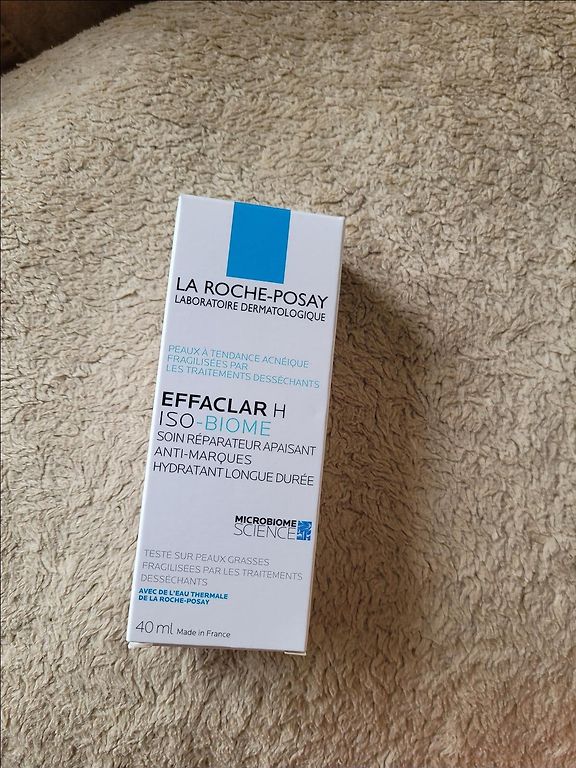 LA ROCHE-POSAY
LABORATOIRE DERMATOLOGIQUE
PEAUX À TENDANCE ACNÉIQUE
FRAGILISÉES PAR
LES TRAITEMENTS DESSÉCHANTS
EFFACLAR H
ISO-BIOME
SOIN RÉPARATEUR APAISANT
ANTI-MARQUES
HYDRATANT LONGUE DURÉE
MICROBIOME
SCIENCE
TESTÉ SUR PEAUX GRASSES
FRAGILISÉES PAR LES TRAITEMENTS
DESSÉCHANTS
AVEC DE L'EAU THERMALE
DE LA ROCHE-POSAY
40 ml Made in France